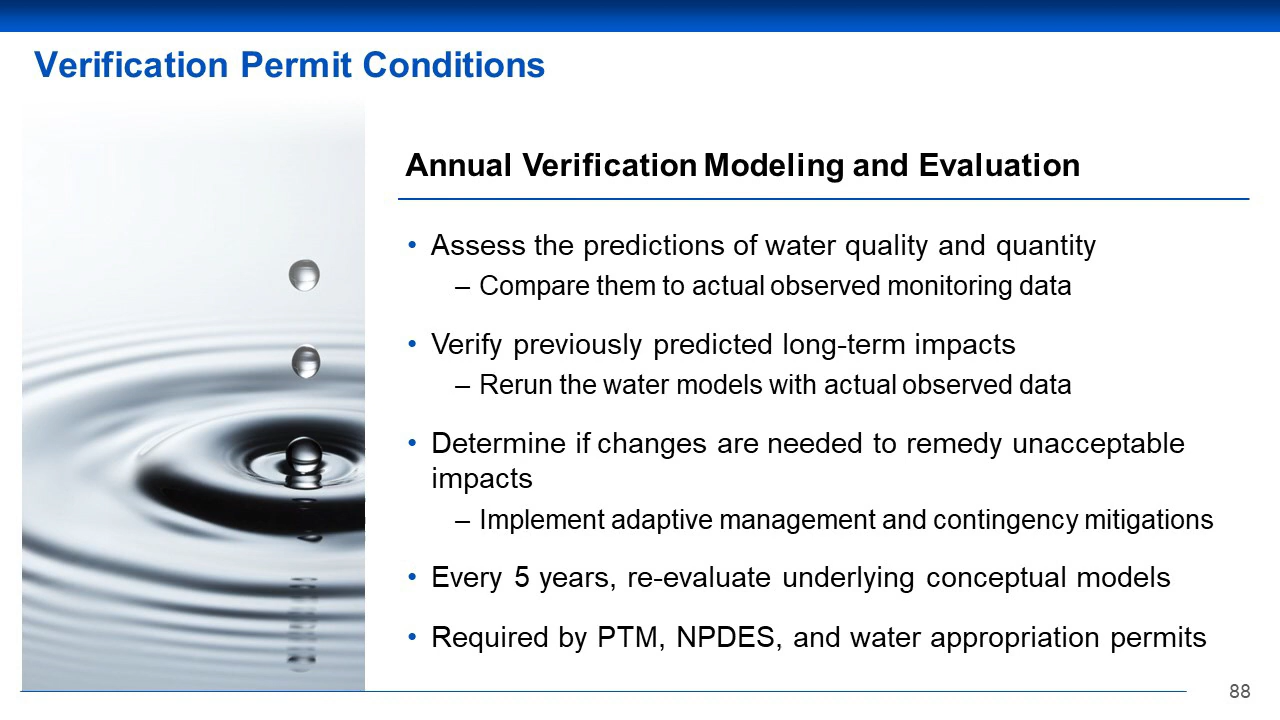 Verification Permit Conditions
Annual Verification Modeling and Evaluation
• Assess the predictions of water quality and quantity
– Compare them to actual observed monitoring data
• Verify previously predicted long-term impacts
– Rerun the water models with actual observed data
• Determine if changes are needed to remedy unacceptable
impacts
– Implement adaptive management and contingency mitigations
• Every 5 years, re-evaluate underlying conceptual models
• Required by PTM, NPDES, and water appropriation permits
88